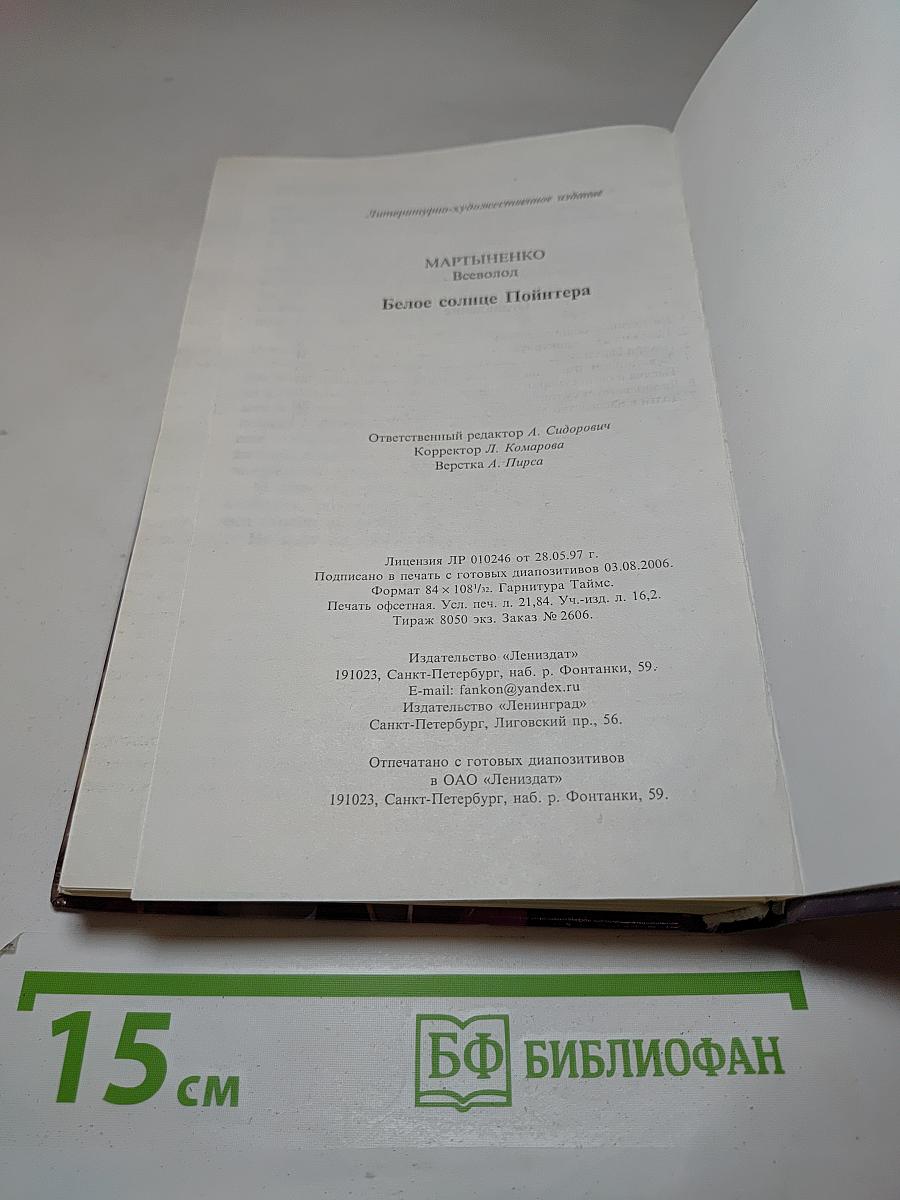 Литературно-художественное издание
МАРТЫНЕНКО
Всеволод
Белое солнце Пойнтера
Ответственный редактор А. Сидорович
Корректор Л. Комарова
Верстка А. Пирса
Лицензия ЛР 010246 от 28.05.97 г.
Подписано в печать с готовых диапозитивов 03.08.2006.
Формат 84 × 108¹/₃₂. Гарнитура Таймс.
Печать офсетная. Усл. печ. л. 21,84. Уч.-изд. л. 16,2.
Тираж 8050 экз. Заказ № 2606.
Издательство «Лениздат»
191023, Санкт-Петербург, наб. р. Фонтанки, 59.
E-mail: fankon@yandex.ru
Издательство «Ленинград»
Санкт-Петербург, Лиговский пр., 56.
Отпечатано с готовых диапозитивов
в ОАО «Лениздат»
191023, Санкт-Петербург, наб. р. Фонтанки, 59.
15 см
БФ БИБЛИОФАН